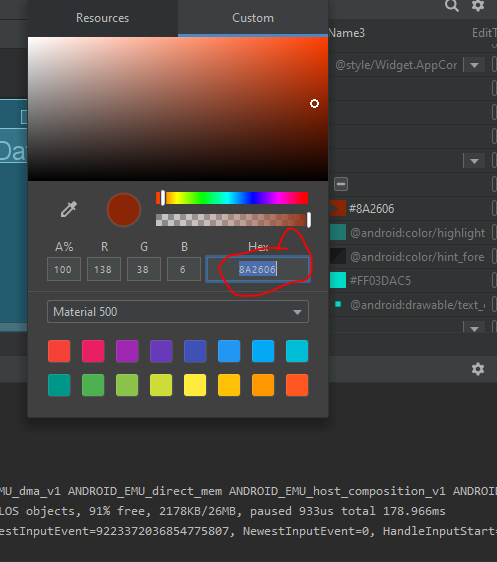 Resources Custom
Name3 EditT
@style/Widget.AppCor
Dat
#8A2606
@android:color/highlight
@android:color/hint_fore
#FF03DAC5
@android:drawable/text_
A% R G B Hex
100 138 38 6 8A2606
Material 500
MU_dma_v1 ANDROID_EMU_direct_mem ANDROID_EMU_host_composition_v1 ANDROI
LOS objects, 91% free, 2178KB/26MB, paused 933us total 178.966ms
estInputEvent=9223372036854775807, NewestInputEvent=0, HandleInputStart=